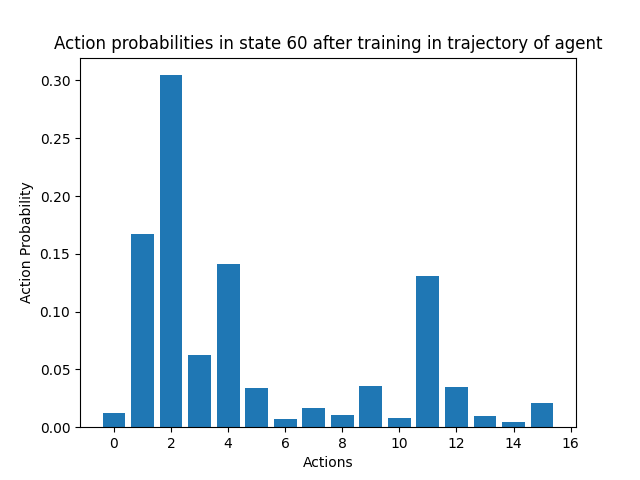 Action probabilities in state 60 after training in trajectory of agent
0.30
0.25
0.20
0.15
0.10
0.05
0.00
Action Probability
0 2 4 6 8 10 12 14 16
Actions